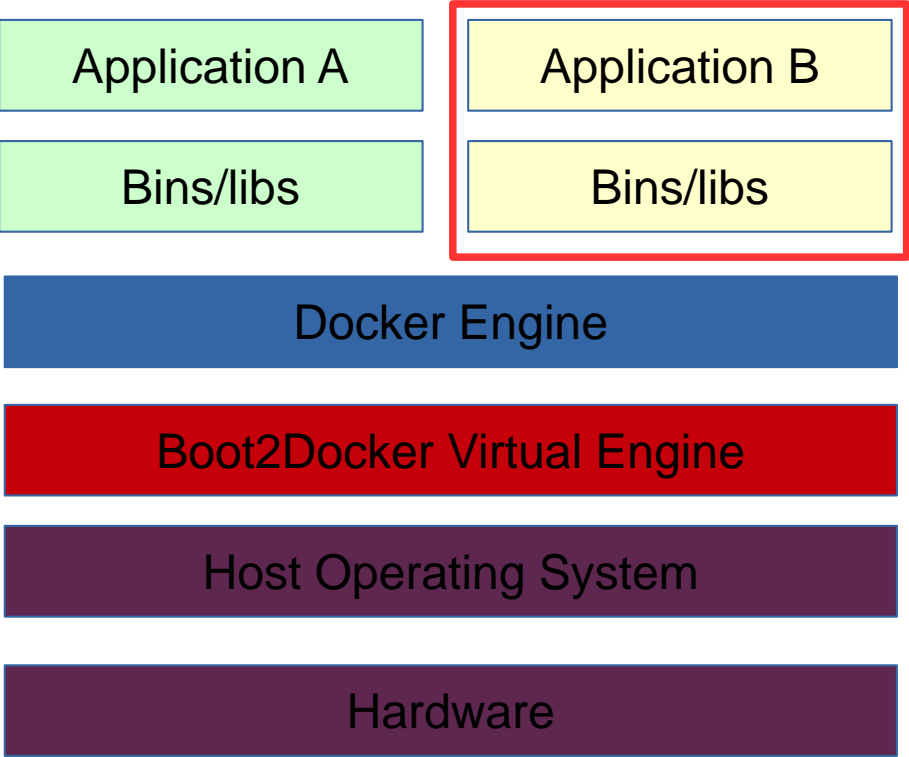 Application A
Application B
Bins/libs
Bins/libs
Docker Engine
Boot2Docker Virtual Engine
Host Operating System
Hardware